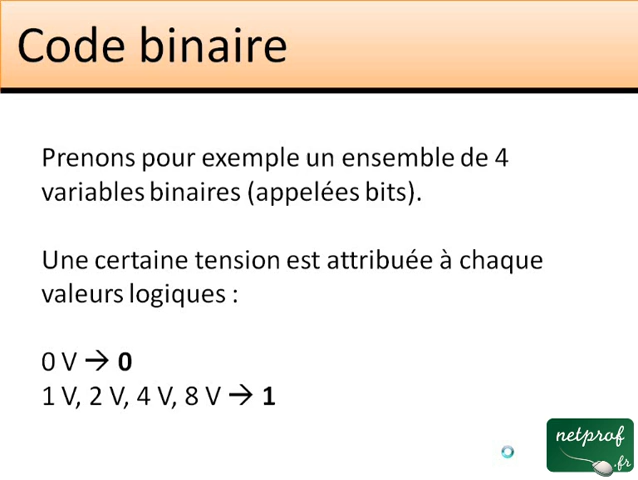 Code binaire
Prenons pour exemple un ensemble de 4
variables binaires (appelées bits).
Une certaine tension est attribuée à chaque
valeurs logiques :
0 V → 0
1 V, 2 V, 4 V, 8 V → 1
netprof
.fr